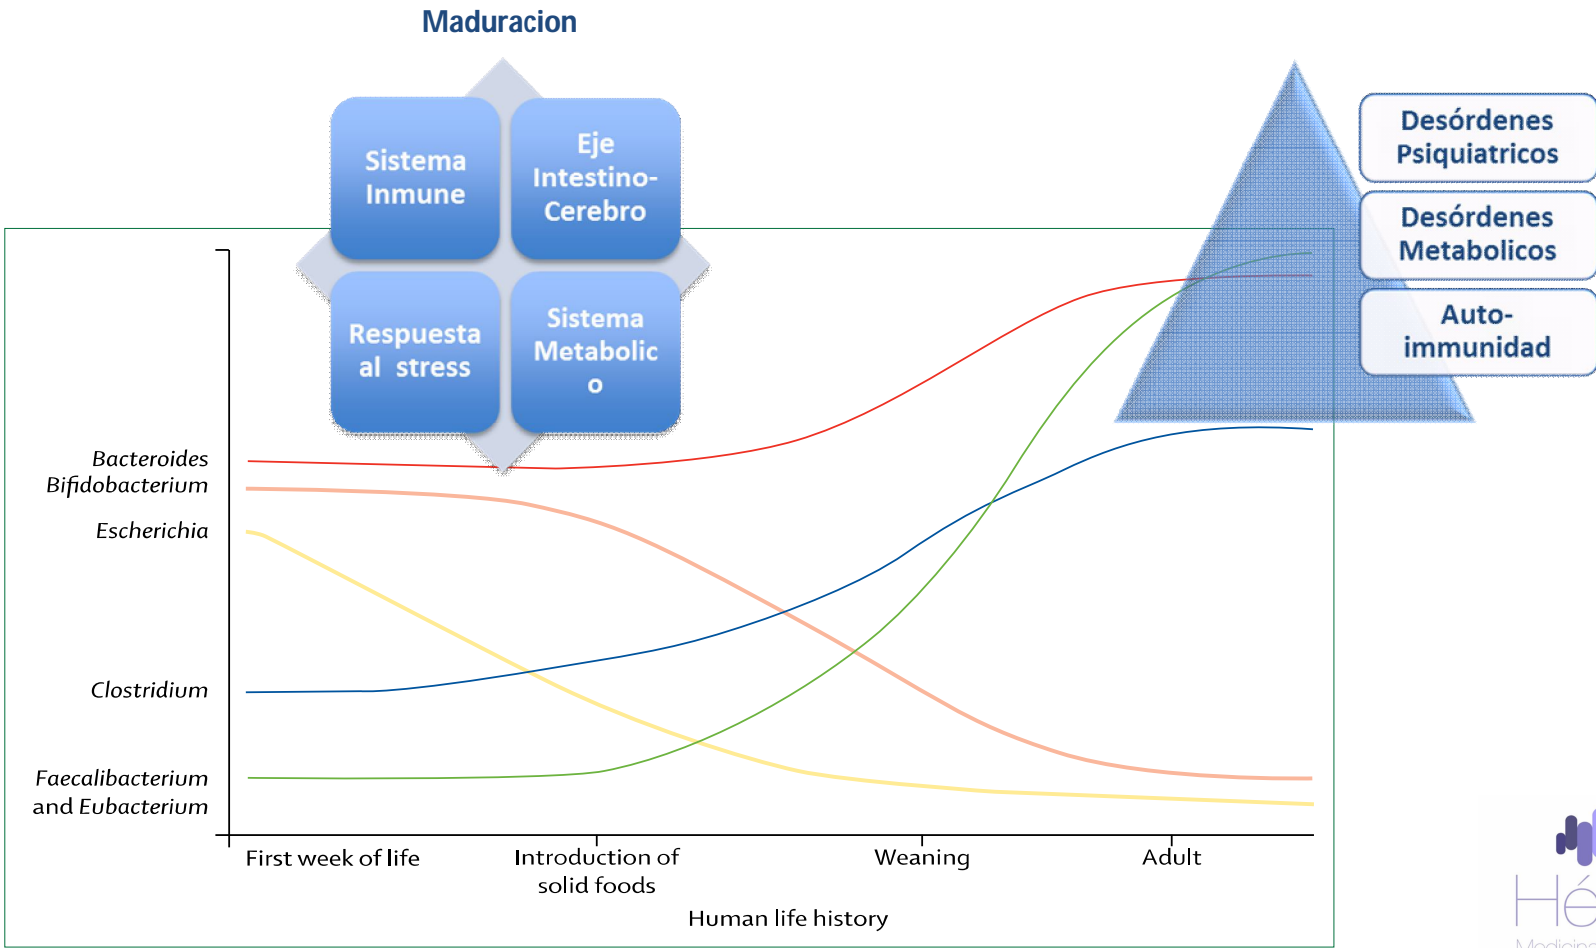 Maduracion
Sistema
Inmune
Eje
Intestino-
Cerebro
Respuesta
al stress
Sistema
Metabolic
o
Desórdenes
Psiquiatricos
Desórdenes
Metabolicos
Auto-
immunidad
Bacteroides
Bifidobacterium
Escherichia
Clostridium
Faecalibacterium
and Eubacterium
First week of life
Introduction of
solid foods
Weaning
Adult
Human life history
Hé